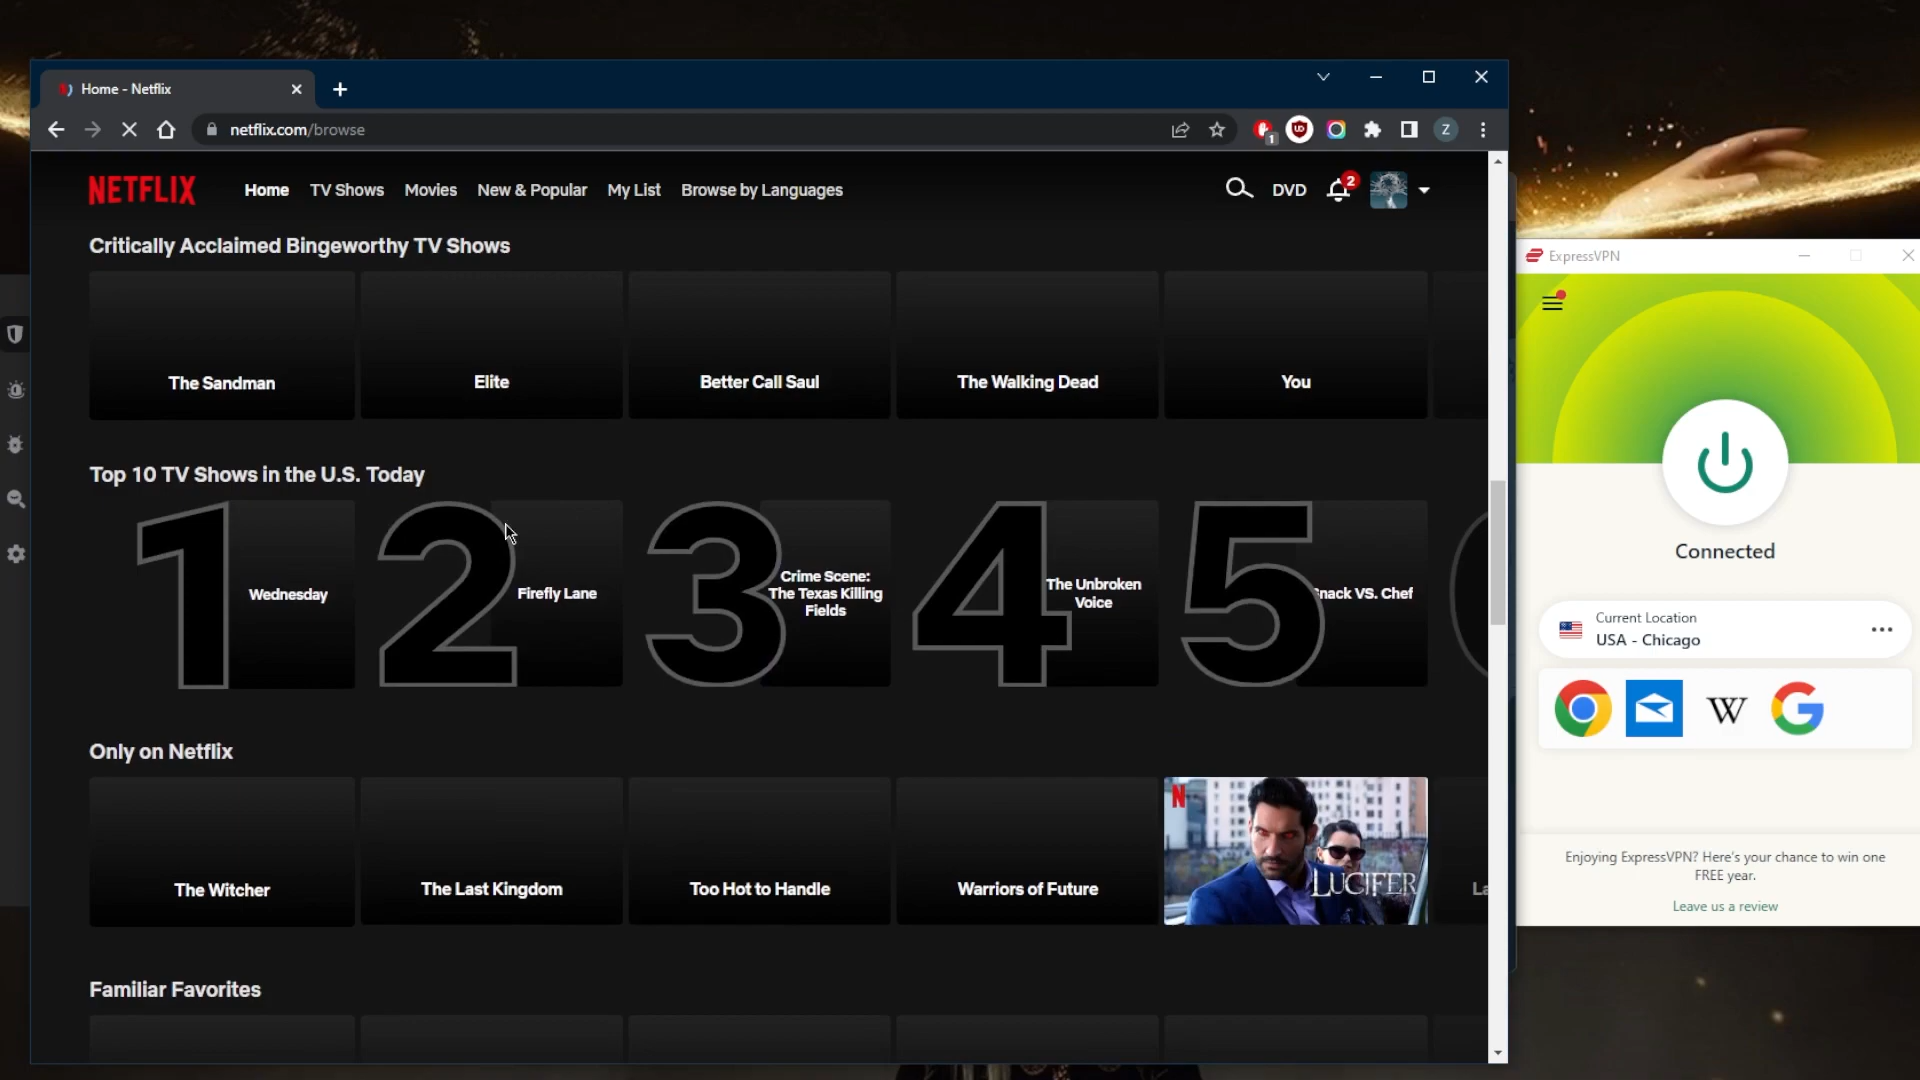 Home - Netflix
netflix.com/browse
1
Z
NETFLIX
Home
TV Shows
Movies
New & Popular
My List
Browse by Languages
DVD
2
Critically Acclaimed Bingeworthy TV Shows
The Sandman
Elite
Better Call Saul
The Walking Dead
You
Top 10 TV Shows in the U.S. Today
1
Wednesday
2
Firefly Lane
3
Crime Scene:
The Texas Killing
Fields
4
The Unbroken
Voice
5
Snack VS. Chef
Only on Netflix
The Witcher
The Last Kingdom
Too Hot to Handle
Warriors of Future
N
LUCIFER
Familiar Favorites
ExpressVPN
Connected
Current Location
USA - Chicago
W
G
Enjoying ExpressVPN? Here's your chance to win one
FREE year.
Leave us a review